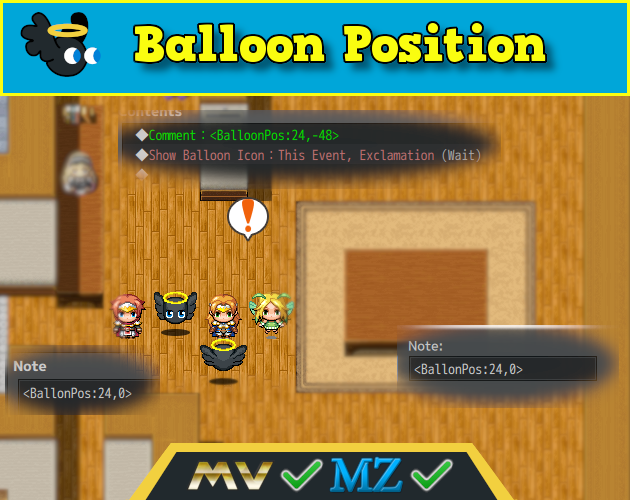 Balloon Position
Contents
◆Comment：<BalloonPos:24,-48>
◆Show Balloon Icon：This Event, Exclamation (Wait)
◆
Note
<BallonPos:24,0>
Note:
<BallonPos:24,0>
MV MZ